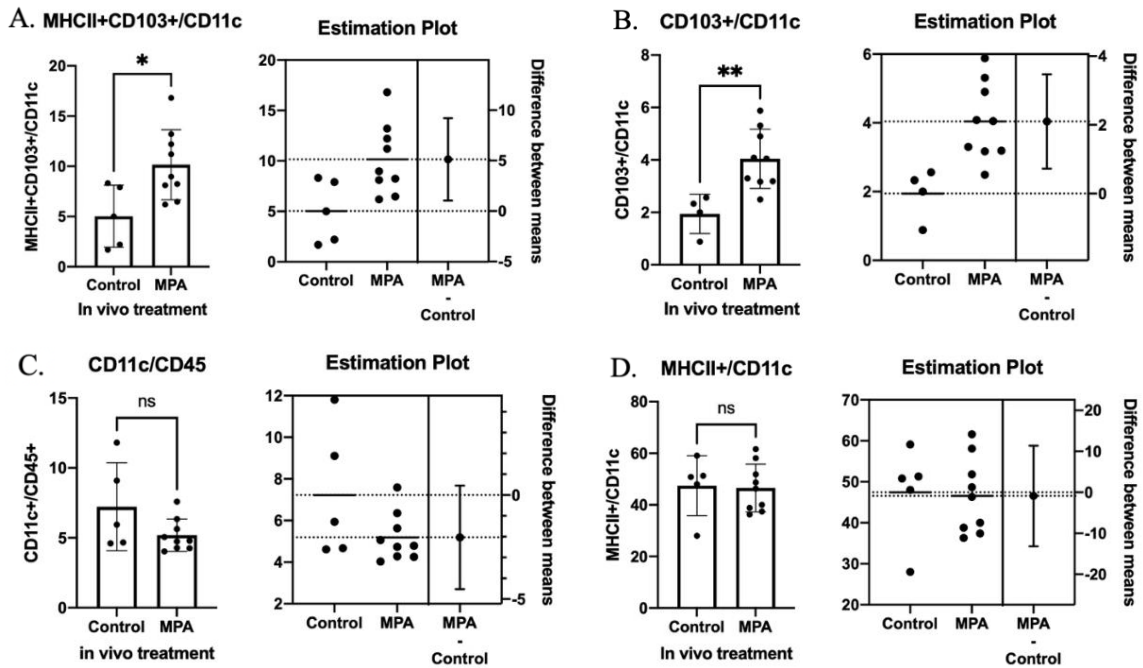 A. MHCII+CD103+/CD11c
MHCII+CD103+/CD11c
20
15
10
5
0
*
Control MPA
In vivo treatment
Estimation Plot
20
15
10
5
0
10
5
0
-5
Difference between means
Control MPA MPA
-
Control
B. CD103+/CD11c
CD103+/CD11c
8
6
4
2
0
**
Control MPA
In vivo treatment
Estimation Plot
6
4
2
0
4
2
0
Difference between means
Control MPA MPA
-
Control
C. CD11c/CD45
CD11c+/CD45+
15
10
5
0
ns
Control MPA
in vivo treatment
Estimation Plot
12
10
8
6
4
2
0
-5
Difference between means
Control MPA MPA
-
Control
D. MHCII+/CD11c
MHCII+/CD11c
80
60
40
20
0
ns
Control MPA
In vivo treatment
Estimation Plot
70
60
50
40
30
20
20
10
0
-10
-20
Difference between means
Control MPA MPA
-
Control